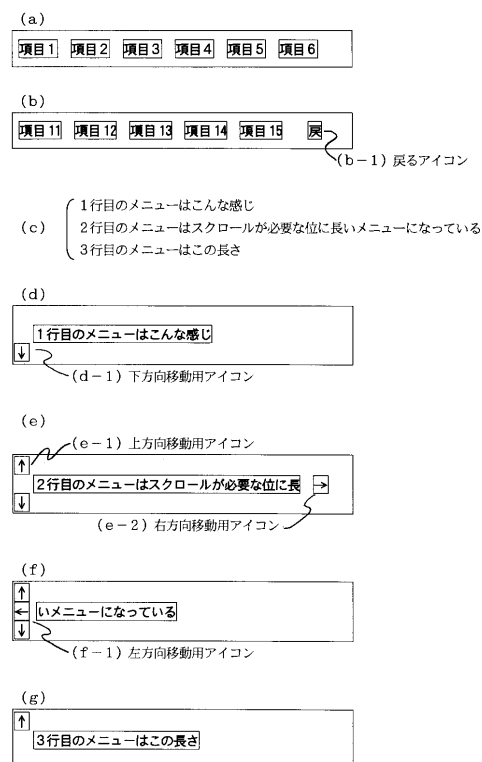 (a)
項目1 項目2 項目3 項目4 項目5 項目6
(b)
項目11 項目12 項目13 項目14 項目15 戻
(b-1) 戻るアイコン
(c)
1行目のメニューはこんな感じ
2行目のメニューはスクロールが必要な位に長いメニューになっている
3行目のメニューはこの長さ
(d)
1行目のメニューはこんな感じ
↓
(d-1) 下方向移動用アイコン
(e)
(e-1) 上方向移動用アイコン
↑
2行目のメニューはスクロールが必要な位に長 →
↓
(e-2) 右方向移動用アイコン
(f)
↑
← いメニューになっている
↓
(f-1) 左方向移動用アイコン
(g)
↑
3行目のメニューはこの長さ